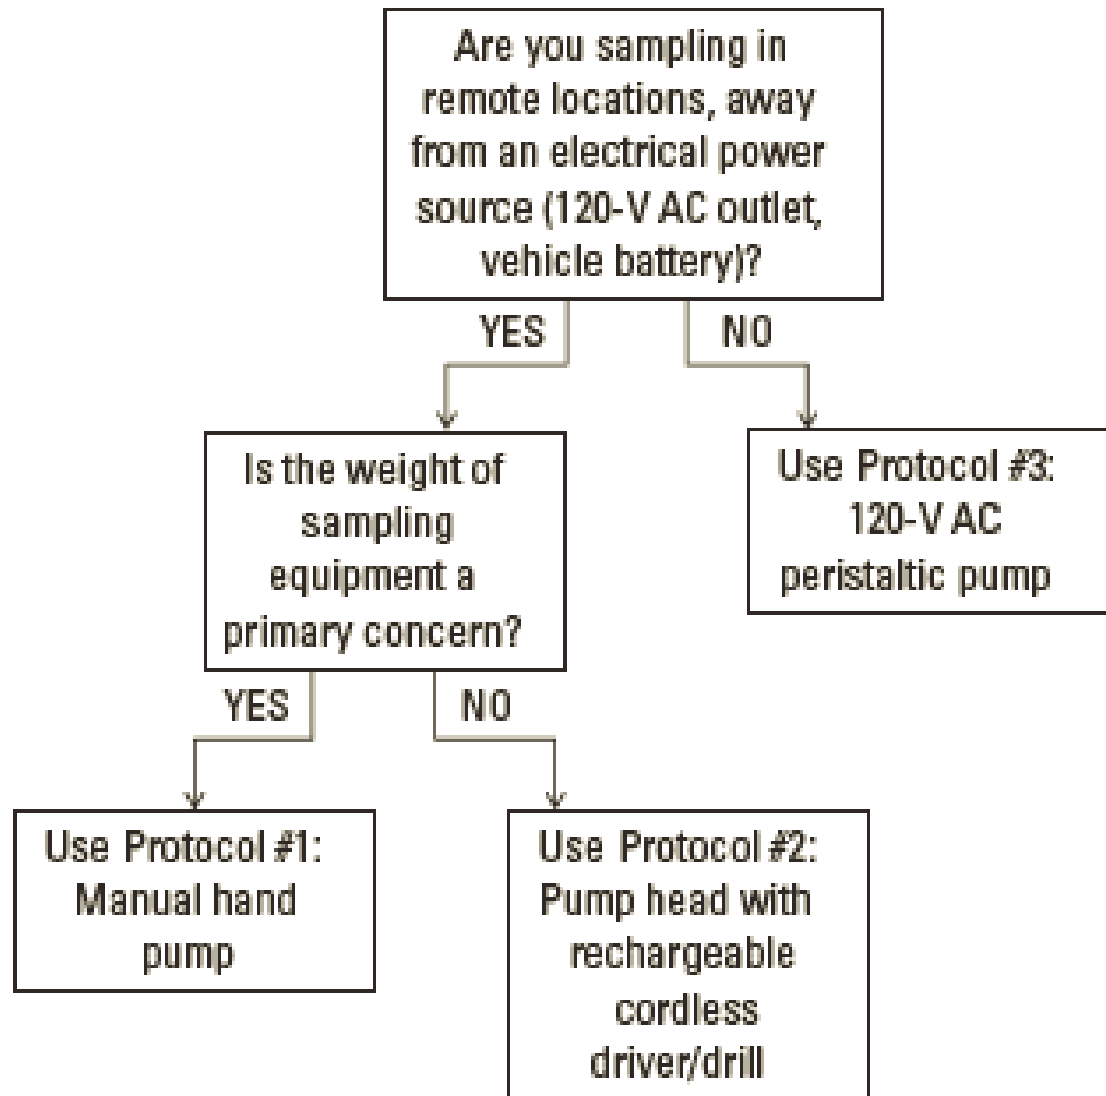 Are you sampling in
remote locations, away
from an electrical power
source (120-V AC outlet,
vehicle battery)?
YES
NO
Is the weight of
sampling
equipment a
primary concern?
Use Protocol #3:
120-V AC
peristaltic pump
YES
NO
Use Protocol #1:
Manual hand
pump
Use Protocol #2:
Pump head with
rechargeable
cordless
driver/drill